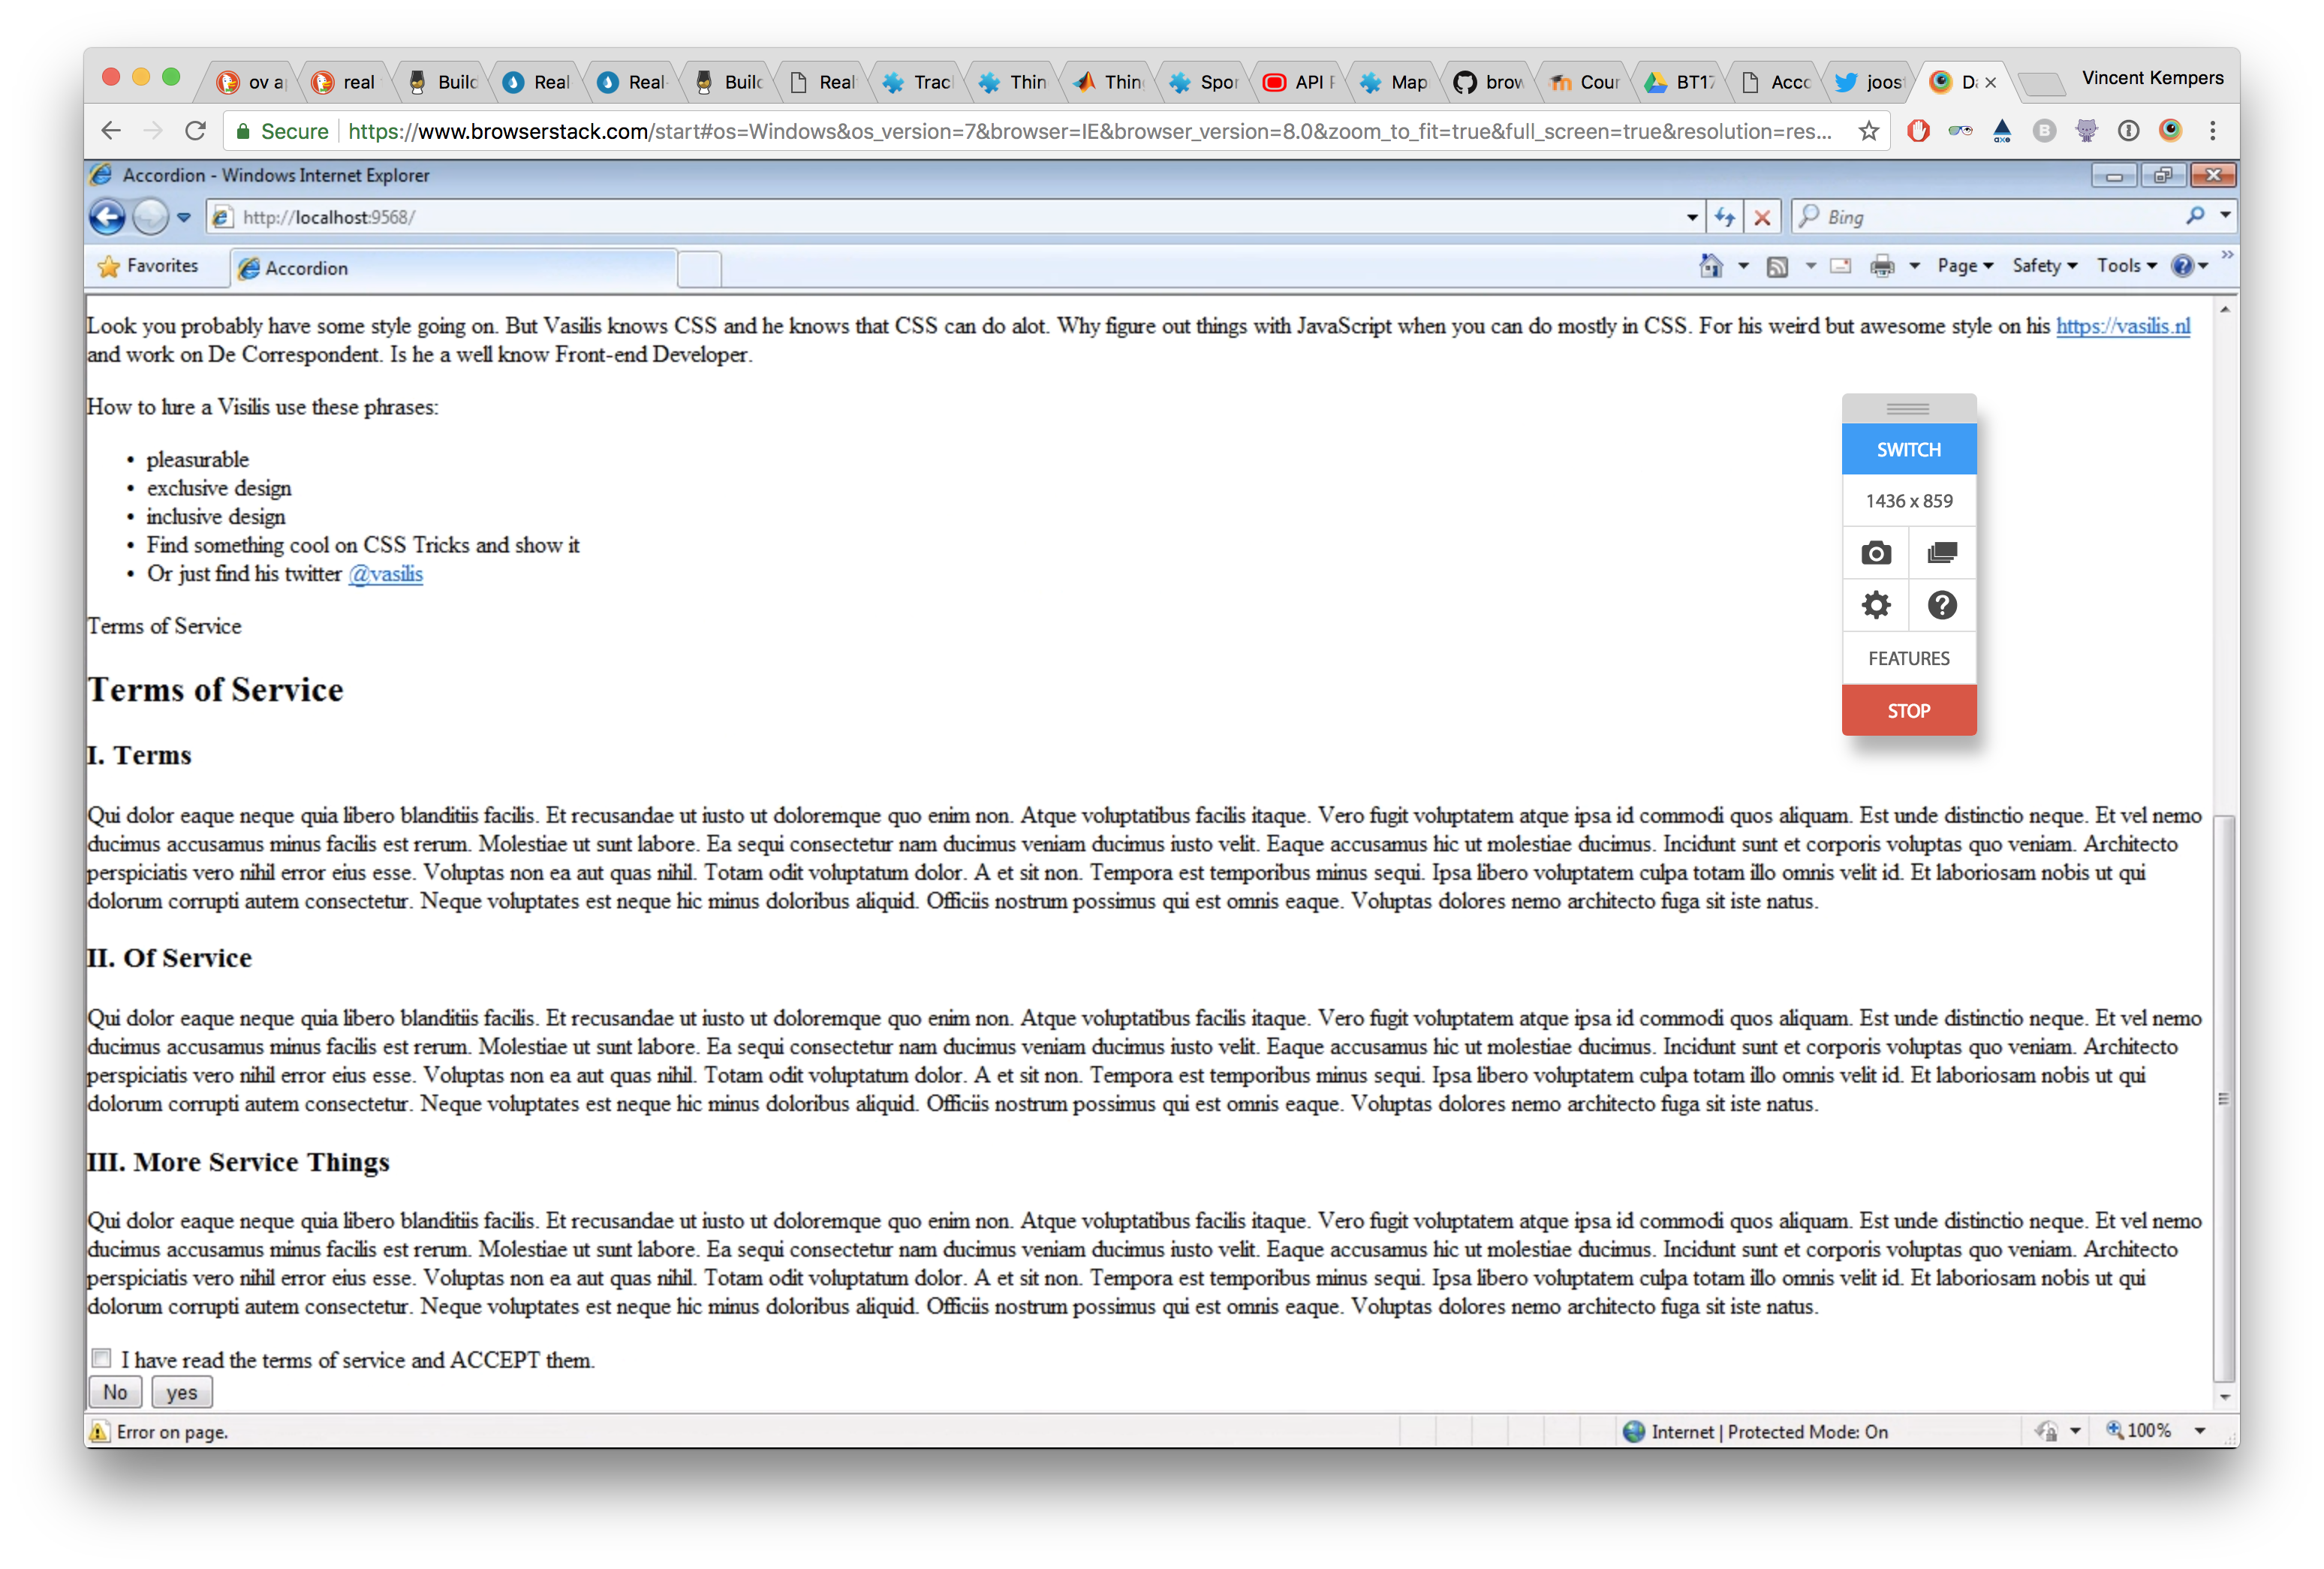 ov a
real
Build
Real
Real-
Build
Real
Trac
Thin
Thin
Spor
API
Map
brow
Cour
BT17
Acco
joos
Da
Vincent Kempers
Secure
https://www.browserstack.com/start#os=Windows&os_version=7&browser=IE&browser_version=8.0&zoom_to_fit=true&full_screen=true&resolution=res...
axe
Accordion - Windows Internet Explorer
http://localhost:9568/
Bing
Favorites
Accordion
Page
Safety
Tools
Look you probably have some style going on. But Vasilis knows CSS and he knows that CSS can do alot. Why figure out things with JavaScript when you can do mostly in CSS. For his weird but awesome style on his https://vasilis.nl
and work on De Correspondent. Is he a well know Front-end Developer.
How to lure a Visilis use these phrases:
• pleasurable
• exclusive design
• inclusive design
• Find something cool on CSS Tricks and show it
• Or just find his twitter @vasilis
Terms of Service
Terms of Service
I. Terms
Qui dolor eaque neque quia libero blanditiis facilis. Et recusandae ut iusto ut doloremque quo enim non. Atque voluptatibus facilis itaque. Vero fugit voluptatem atque ipsa id commodi quos aliquam. Est unde distinctio neque. Et vel nemo
ducimus accusamus minus facilis est rerum. Molestiae ut sunt labore. Ea sequi consectetur nam ducimus veniam ducimus iusto velit. Eaque accusamus hic ut molestiae ducimus. Incidunt sunt et corporis voluptas quo veniam. Architecto
perspiciatis vero nihil error eius esse. Voluptas non ea aut quas nihil. Totam odit voluptatum dolor. A et sit non. Tempora est temporibus minus sequi. Ipsa libero voluptatem culpa totam illo omnis velit id. Et laboriosam nobis ut qui
dolorum corrupti autem consectetur. Neque voluptates est neque hic minus doloribus aliquid. Officiis nostrum possimus qui est omnis eaque. Voluptas dolores nemo architecto fuga sit iste natus.
II. Of Service
Qui dolor eaque neque quia libero blanditiis facilis. Et recusandae ut iusto ut doloremque quo enim non. Atque voluptatibus facilis itaque. Vero fugit voluptatem atque ipsa id commodi quos aliquam. Est unde distinctio neque. Et vel nemo
ducimus accusamus minus facilis est rerum. Molestiae ut sunt labore. Ea sequi consectetur nam ducimus veniam ducimus iusto velit. Eaque accusamus hic ut molestiae ducimus. Incidunt sunt et corporis voluptas quo veniam. Architecto
perspiciatis vero nihil error eius esse. Voluptas non ea aut quas nihil. Totam odit voluptatum dolor. A et sit non. Tempora est temporibus minus sequi. Ipsa libero voluptatem culpa totam illo omnis velit id. Et laboriosam nobis ut qui
dolorum corrupti autem consectetur. Neque voluptates est neque hic minus doloribus aliquid. Officiis nostrum possimus qui est omnis eaque. Voluptas dolores nemo architecto fuga sit iste natus.
III. More Service Things
Qui dolor eaque neque quia libero blanditiis facilis. Et recusandae ut iusto ut doloremque quo enim non. Atque voluptatibus facilis itaque. Vero fugit voluptatem atque ipsa id commodi quos aliquam. Est unde distinctio neque. Et vel nemo
ducimus accusamus minus facilis est rerum. Molestiae ut sunt labore. Ea sequi consectetur nam ducimus veniam ducimus iusto velit. Eaque accusamus hic ut molestiae ducimus. Incidunt sunt et corporis voluptas quo veniam. Architecto
perspiciatis vero nihil error eius esse. Voluptas non ea aut quas nihil. Totam odit voluptatum dolor. A et sit non. Tempora est temporibus minus sequi. Ipsa libero voluptatem culpa totam illo omnis velit id. Et laboriosam nobis ut qui
dolorum corrupti autem consectetur. Neque voluptates est neque hic minus doloribus aliquid. Officiis nostrum possimus qui est omnis eaque. Voluptas dolores nemo architecto fuga sit iste natus.
I have read the terms of service and ACCEPT them.
No
yes
SWITCH
1436 x 859
FEATURES
STOP
Error on page.
Internet | Protected Mode: On
100%